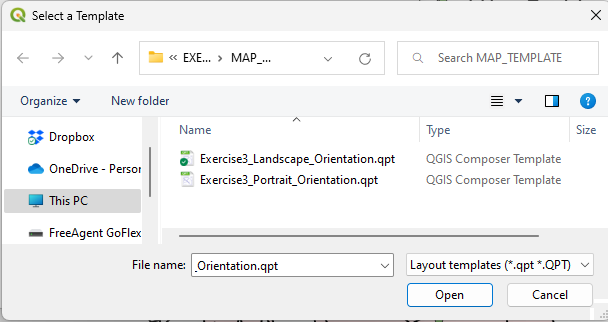 Select a Template
EXE... MAP_...
Search MAP_TEMPLATE
Organize
New folder
Name
Type
Size
Dropbox
OneDrive - Person
This PC
FreeAgent GoFlex
Exercise3_Landscape_Orientation.qpt
QGIS Composer Template
Exercise3_Portrait_Orientation.qpt
QGIS Composer Template
File name:
_Orientation.qpt
Layout templates (*.qpt *.QPT)
Open
Cancel